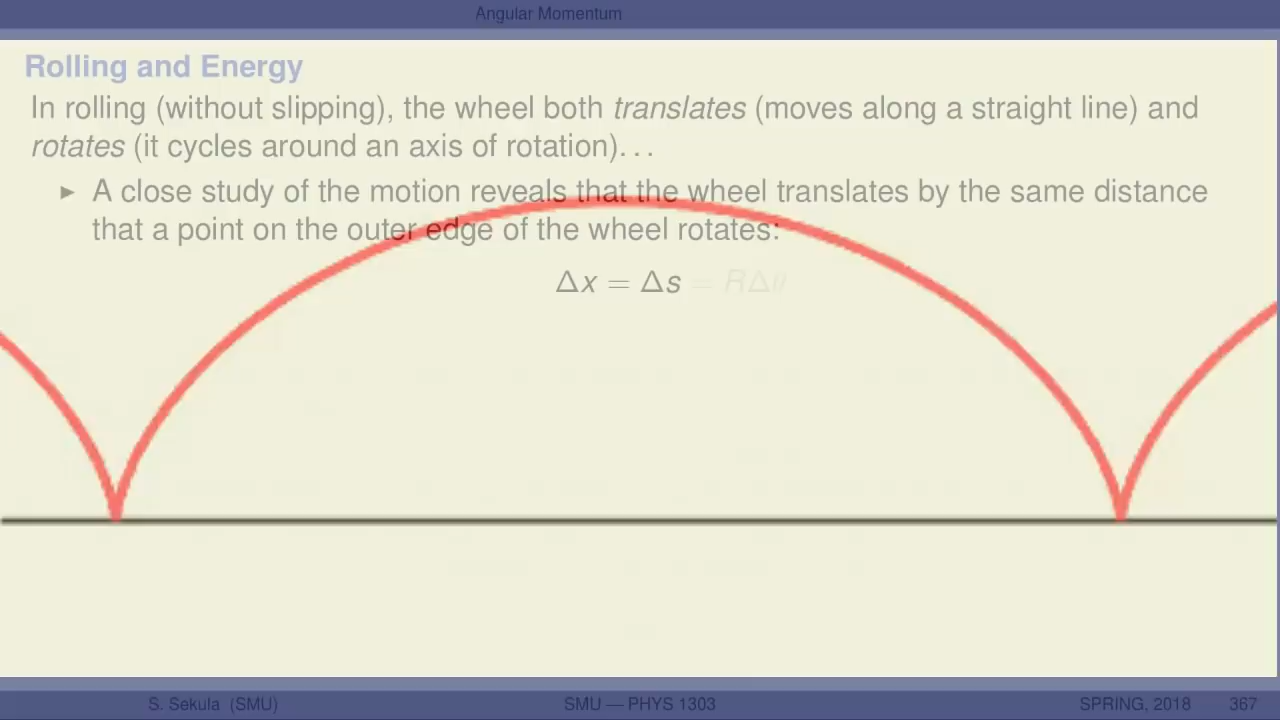 Angular Momentum
Rolling and Energy
In rolling (without slipping), the wheel both translates (moves along a straight line) and
rotates (it cycles around an axis of rotation)...
▶ A close study of the motion reveals that the wheel translates by the same distance
that a point on the outer edge of the wheel rotates:
Δx = Δs = RΔ
S. Sekula (SMU) SMU — PHYS 1303 SPRING, 2018 367